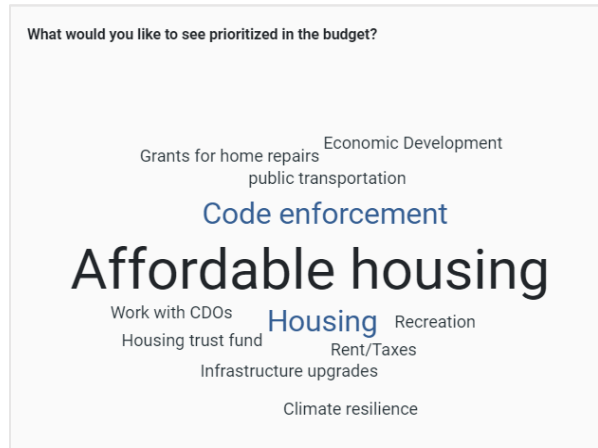 What would you like to see prioritized in the budget?
Economic Development
Grants for home repairs
public transportation
Code enforcement
Affordable housing
Work with CDOs
Housing
Recreation
Housing trust fund
Rent/Taxes
Infrastructure upgrades
Climate resilience